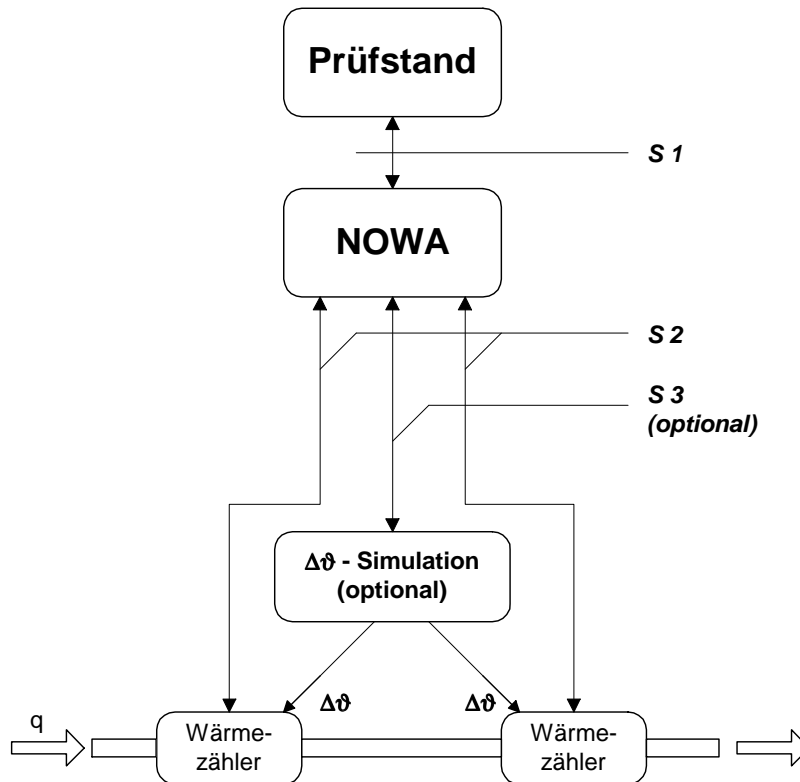 Prüfstand
S 1
NOWA
S 2
S 3
(optional)
Δϑ - Simulation
(optional)
Δϑ
Δϑ
q
Wärme-
zähler
Wärme-
zähler